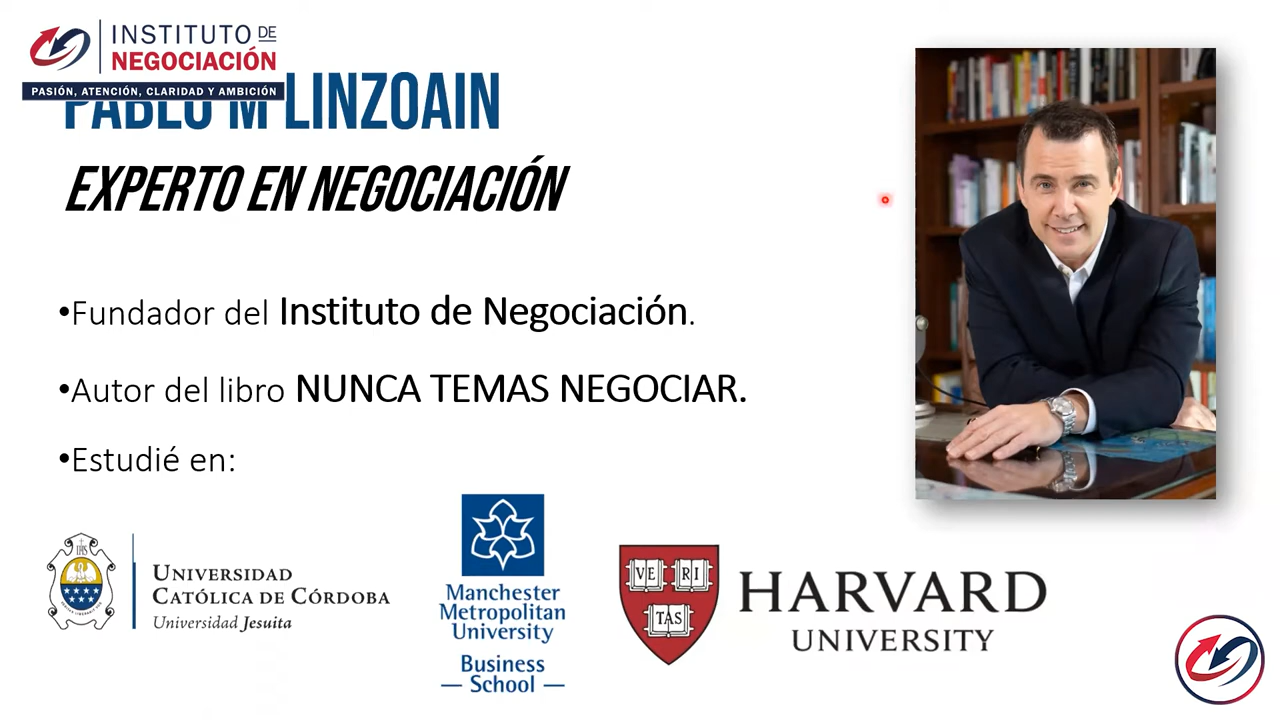 INSTITUTO DE
NEGOCIACIÓN
PASIÓN, ATENCIÓN, CLARIDAD Y AMBICIÓN
PABLO M LINZOAIN
EXPERTO EN NEGOCIACIÓN
•Fundador del Instituto de Negociación.
•Autor del libro NUNCA TEMAS NEGOCIAR.
•Estudié en:
UNIVERSIDAD
CATÓLICA DE CÓRDOBA
Universidad Jesuita
Manchester
Metropolitan
University
Business
— School —
VE RI
TAS
HARVARD
UNIVERSITY